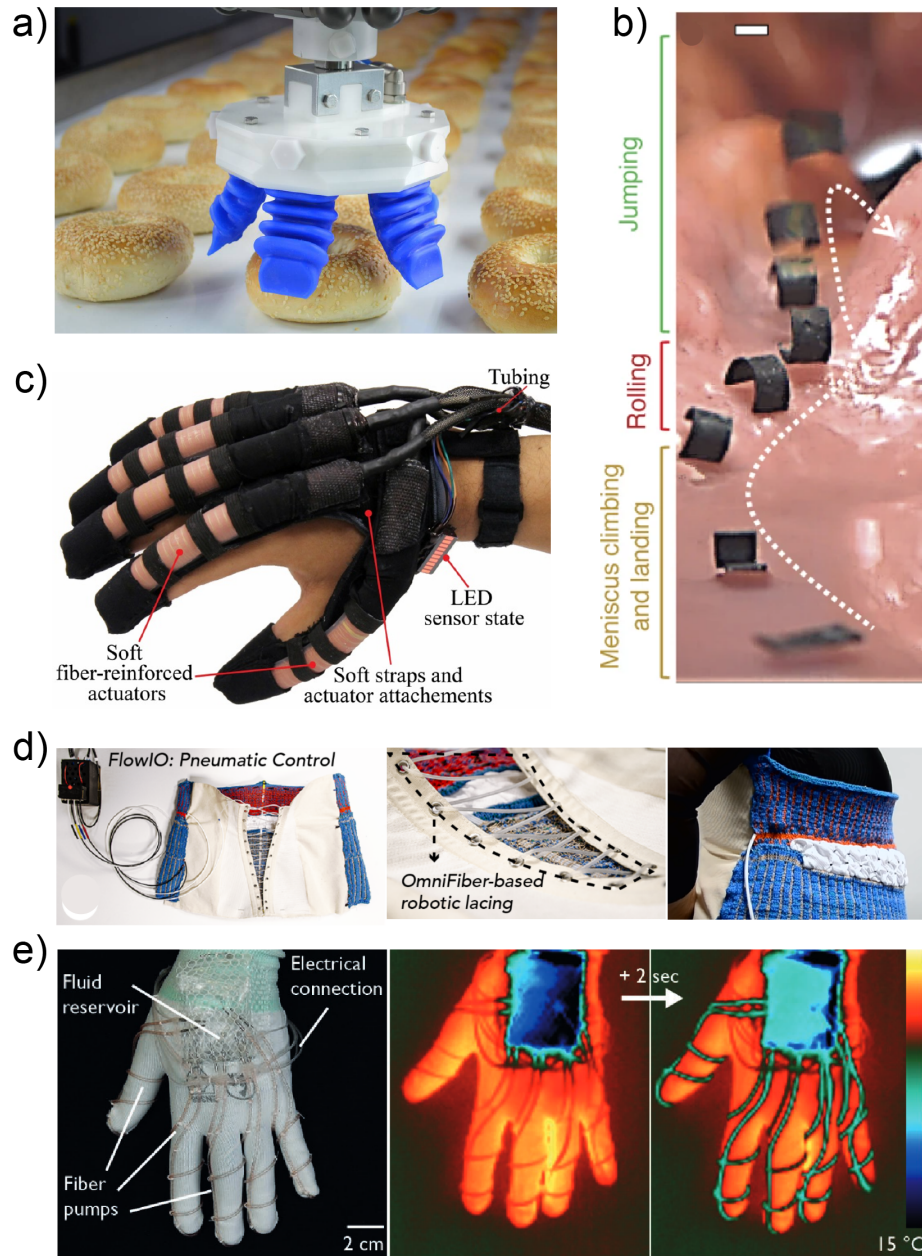 a)
b)
Jumping
Rolling
Meniscus climbing
and landing
c)
Tubing
LED
sensor state
Soft
fiber-reinforced
actuators
Soft straps and
actuator attachements
d)
FlowIO: Pneumatic Control
OmniFiber-based
robotic lacing
e)
Fluid
reservoir
Electrical
connection
Fiber
pumps
2 cm
+ 2 sec
15 °C